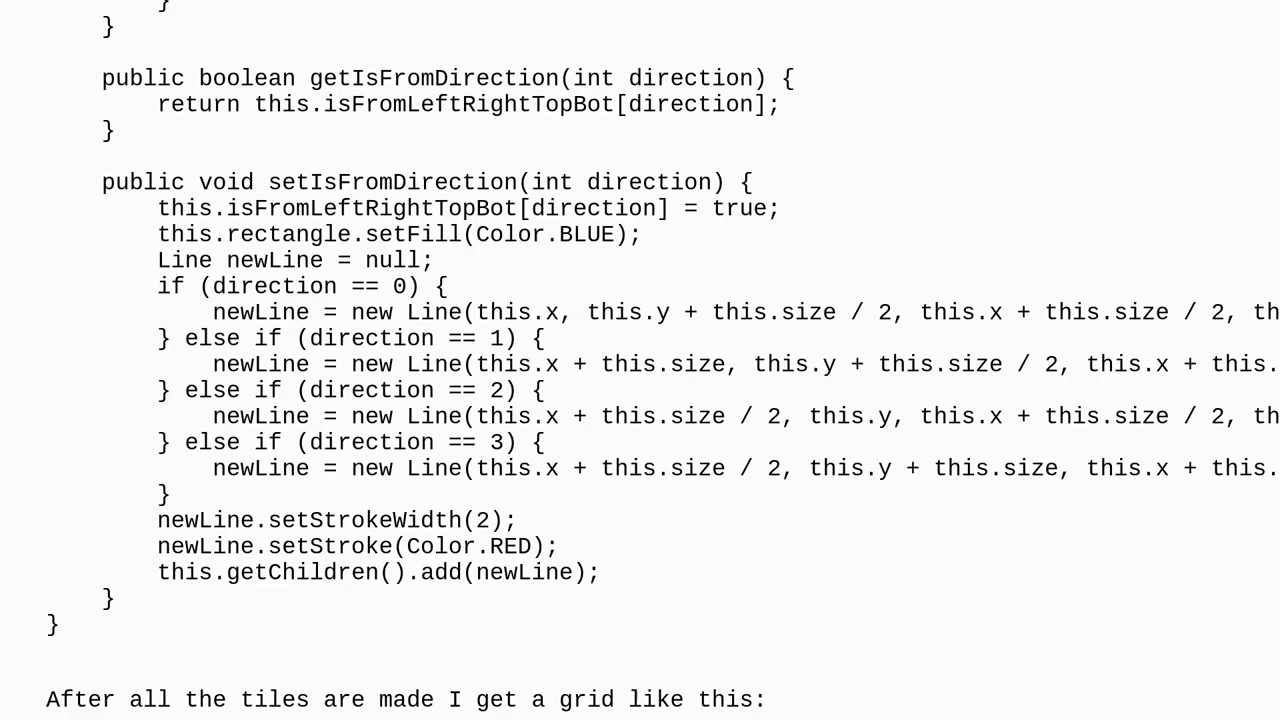 }
}
public boolean getIsFromDirection(int direction) {
return this.isFromLeftRightTopBot[direction];
}
public void setIsFromDirection(int direction) {
this.isFromLeftRightTopBot[direction] = true;
this.rectangle.setFill(Color.BLUE);
Line newLine = null;
if (direction == 0) {
newLine = new Line(this.x, this.y + this.size / 2, this.x + this.size / 2, th
} else if (direction == 1) {
newLine = new Line(this.x + this.size, this.y + this.size / 2, this.x + this.
} else if (direction == 2) {
newLine = new Line(this.x + this.size / 2, this.y, this.x + this.size / 2, th
} else if (direction == 3) {
newLine = new Line(this.x + this.size / 2, this.y + this.size, this.x + this.
}
newLine.setStrokeWidth(2);
newLine.setStroke(Color.RED);
this.getChildren().add(newLine);
}
}
After all the tiles are made I get a grid like this: